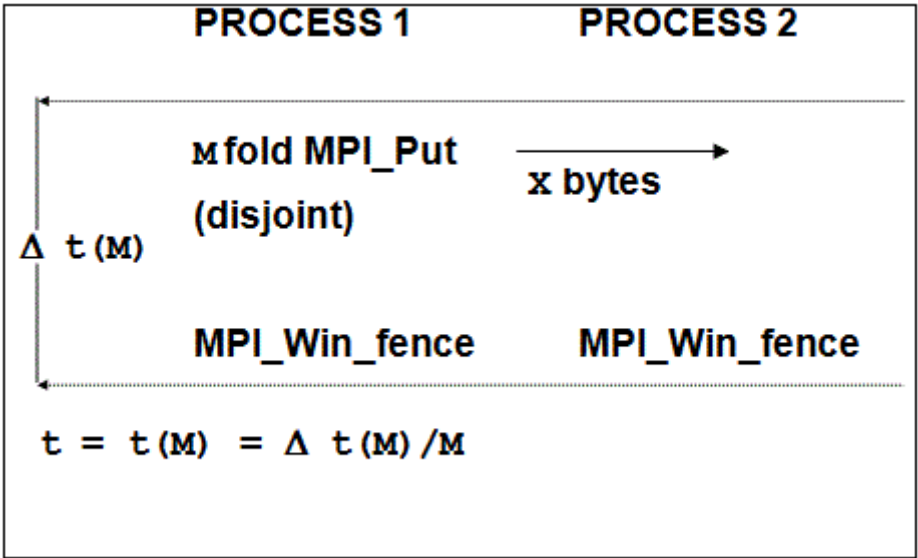 PROCESS 1 PROCESS 2
M fold MPI_Put
x bytes
(disjoint)
Δ t(M)
MPI_Win_fence MPI_Win_fence
t = t(M) = Δ t(M)/M